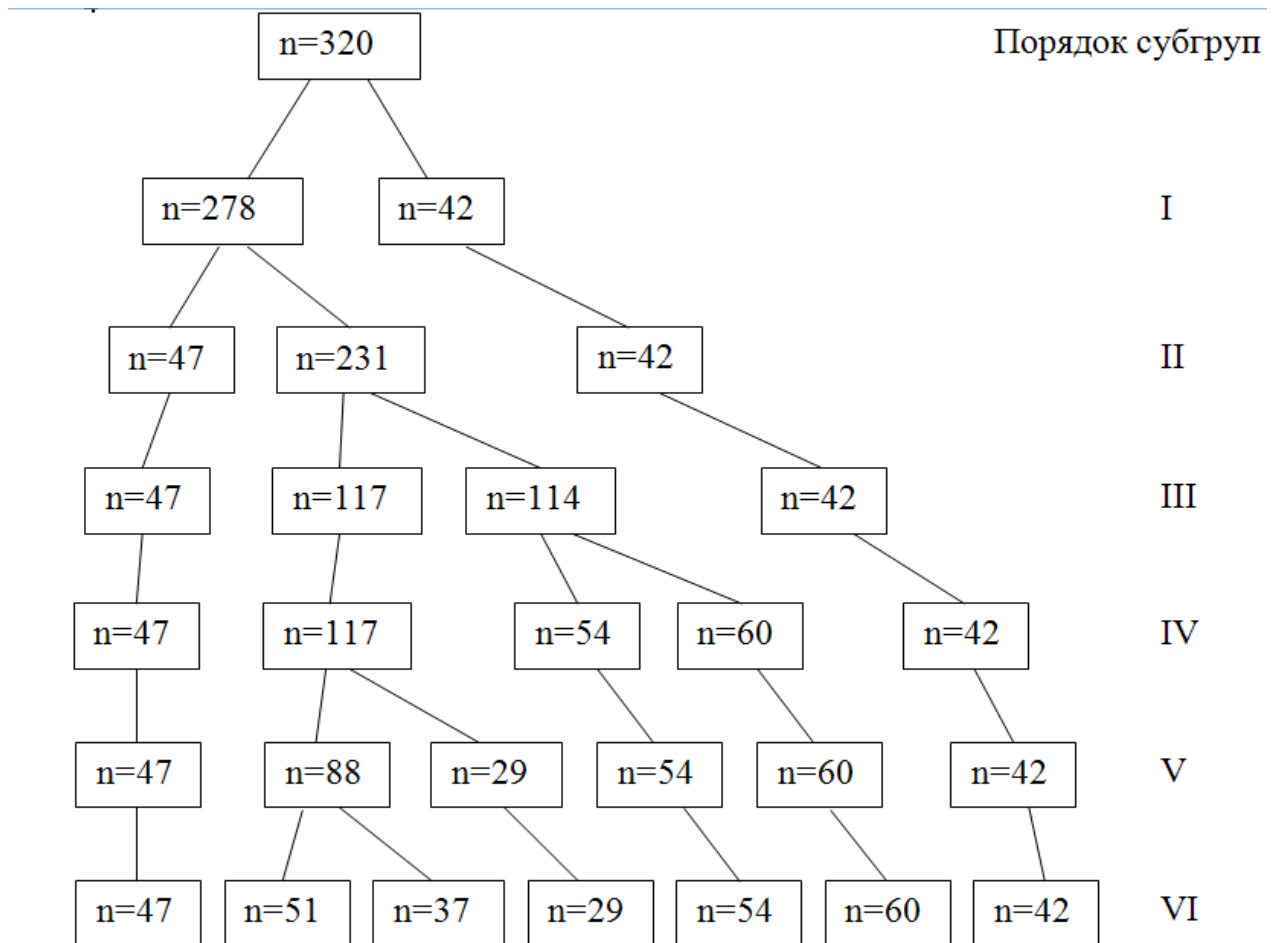 n=320 Порядок субгруп
n=278 n=42 I
n=47 n=231 n=42 II
n=47 n=117 n=114 n=42 III
n=47 n=117 n=54 n=60 n=42 IV
n=47 n=88 n=29 n=54 n=60 n=42 V
n=47 n=51 n=37 n=29 n=54 n=60 n=42 VI